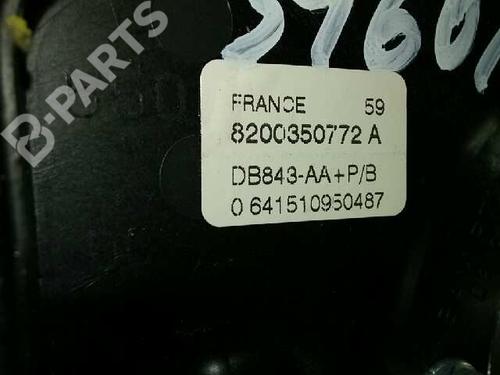 B-PARTS
FRANCE 59
8200350772 A
DB843-AA+P/B
0 641510950487